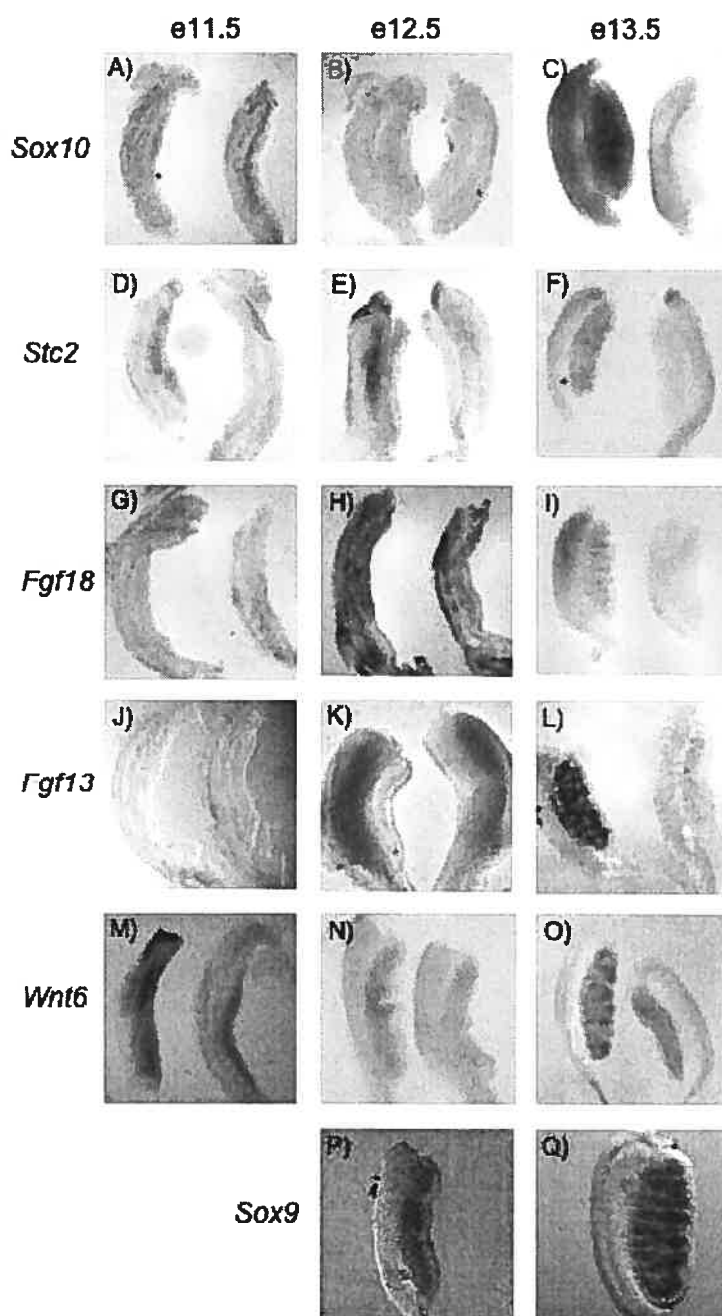 e11.5 e12.5 e13.5
A) B) C)
Sox10
D) E) F)
Stc2
G) H) I)
Fgf18
J) K) L)
Fgf13
M) N) O)
Wnt6
P) Q)
Sox9